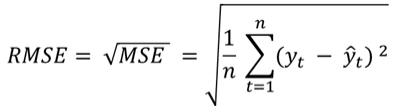 RMSE = √MSE = √(1/n ∑_{t=1}^{n} (y_t − ŷ_t)²)